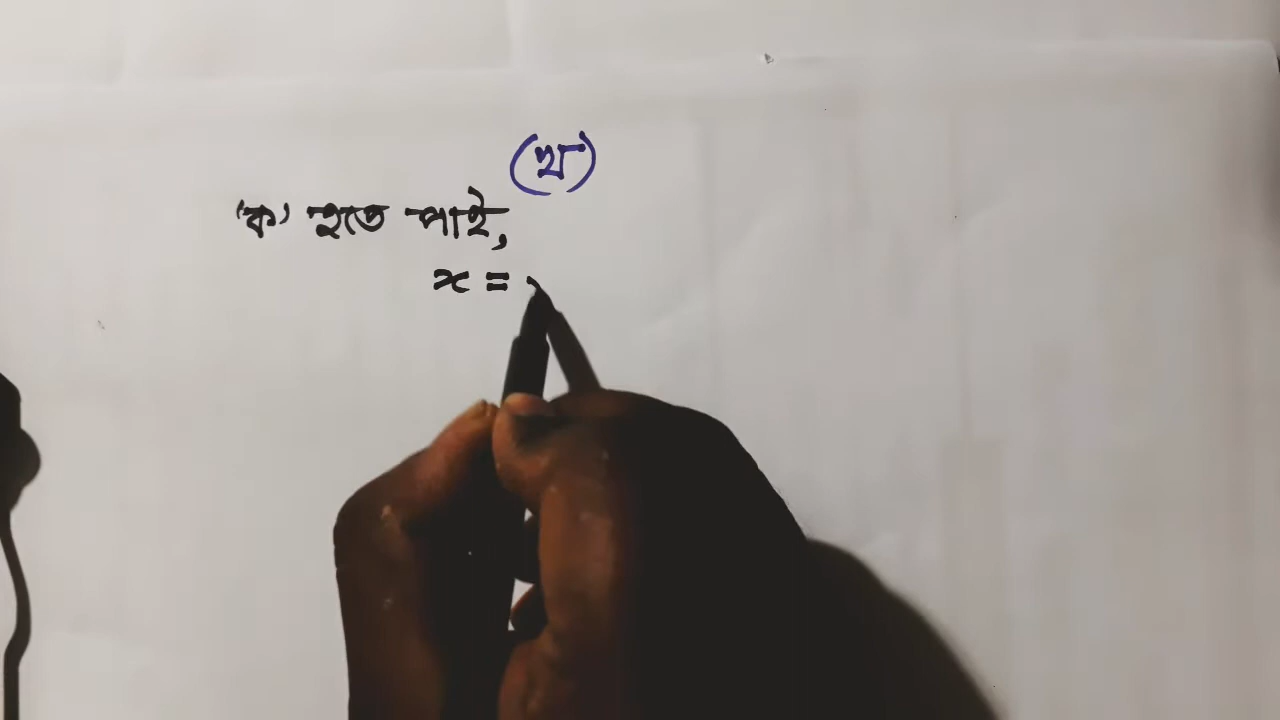 (খ)
'ক' হতে পাই,
x =